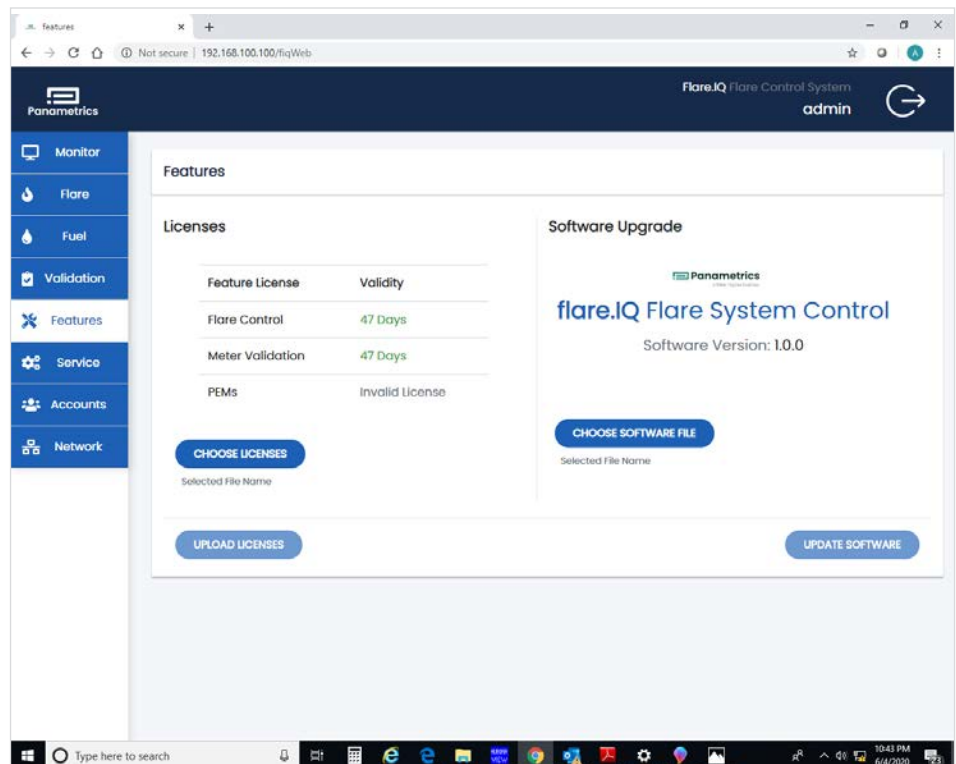 features
Not secure | 192.168.100.100/fiqWeb
Panametrics
Flare.IQ Flare Control System
admin
Monitor
Flare
Fuel
Validation
Features
Service
Accounts
Network
Features
Licenses
Feature License Validity
Flare Control 47 Days
Meter Validation 47 Days
PEMs Invalid License
CHOOSE LICENSES
Selected File Name
UPLOAD LICENSES
Software Upgrade
Panametrics
flare.IQ Flare System Control
Software Version: 1.0.0
CHOOSE SOFTWARE FILE
Selected File Name
UPDATE SOFTWARE
Type here to search
10:43 PM
6/4/2020